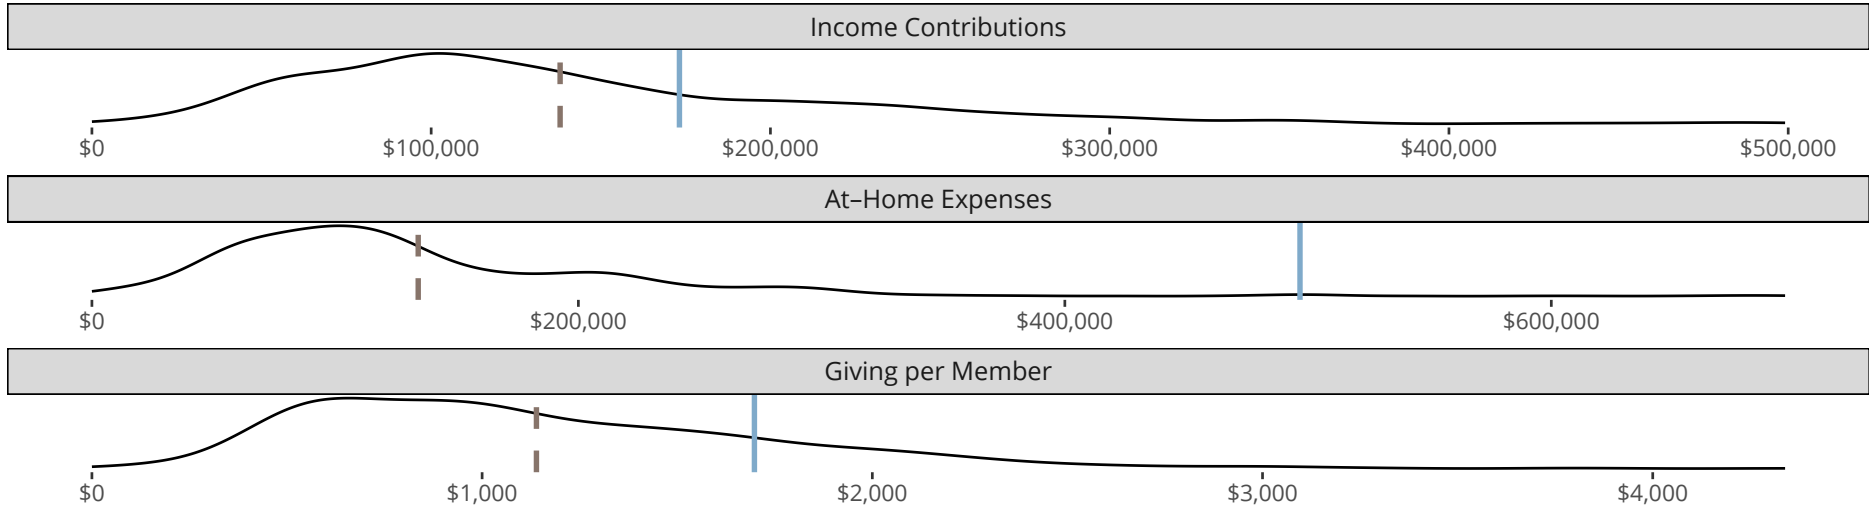 Income Contributions
$0 $100,000 $200,000 $300,000 $400,000 $500,000
At–Home Expenses
$0 $200,000 $400,000 $600,000
Giving per Member
$0 $1,000 $2,000 $3,000 $4,000